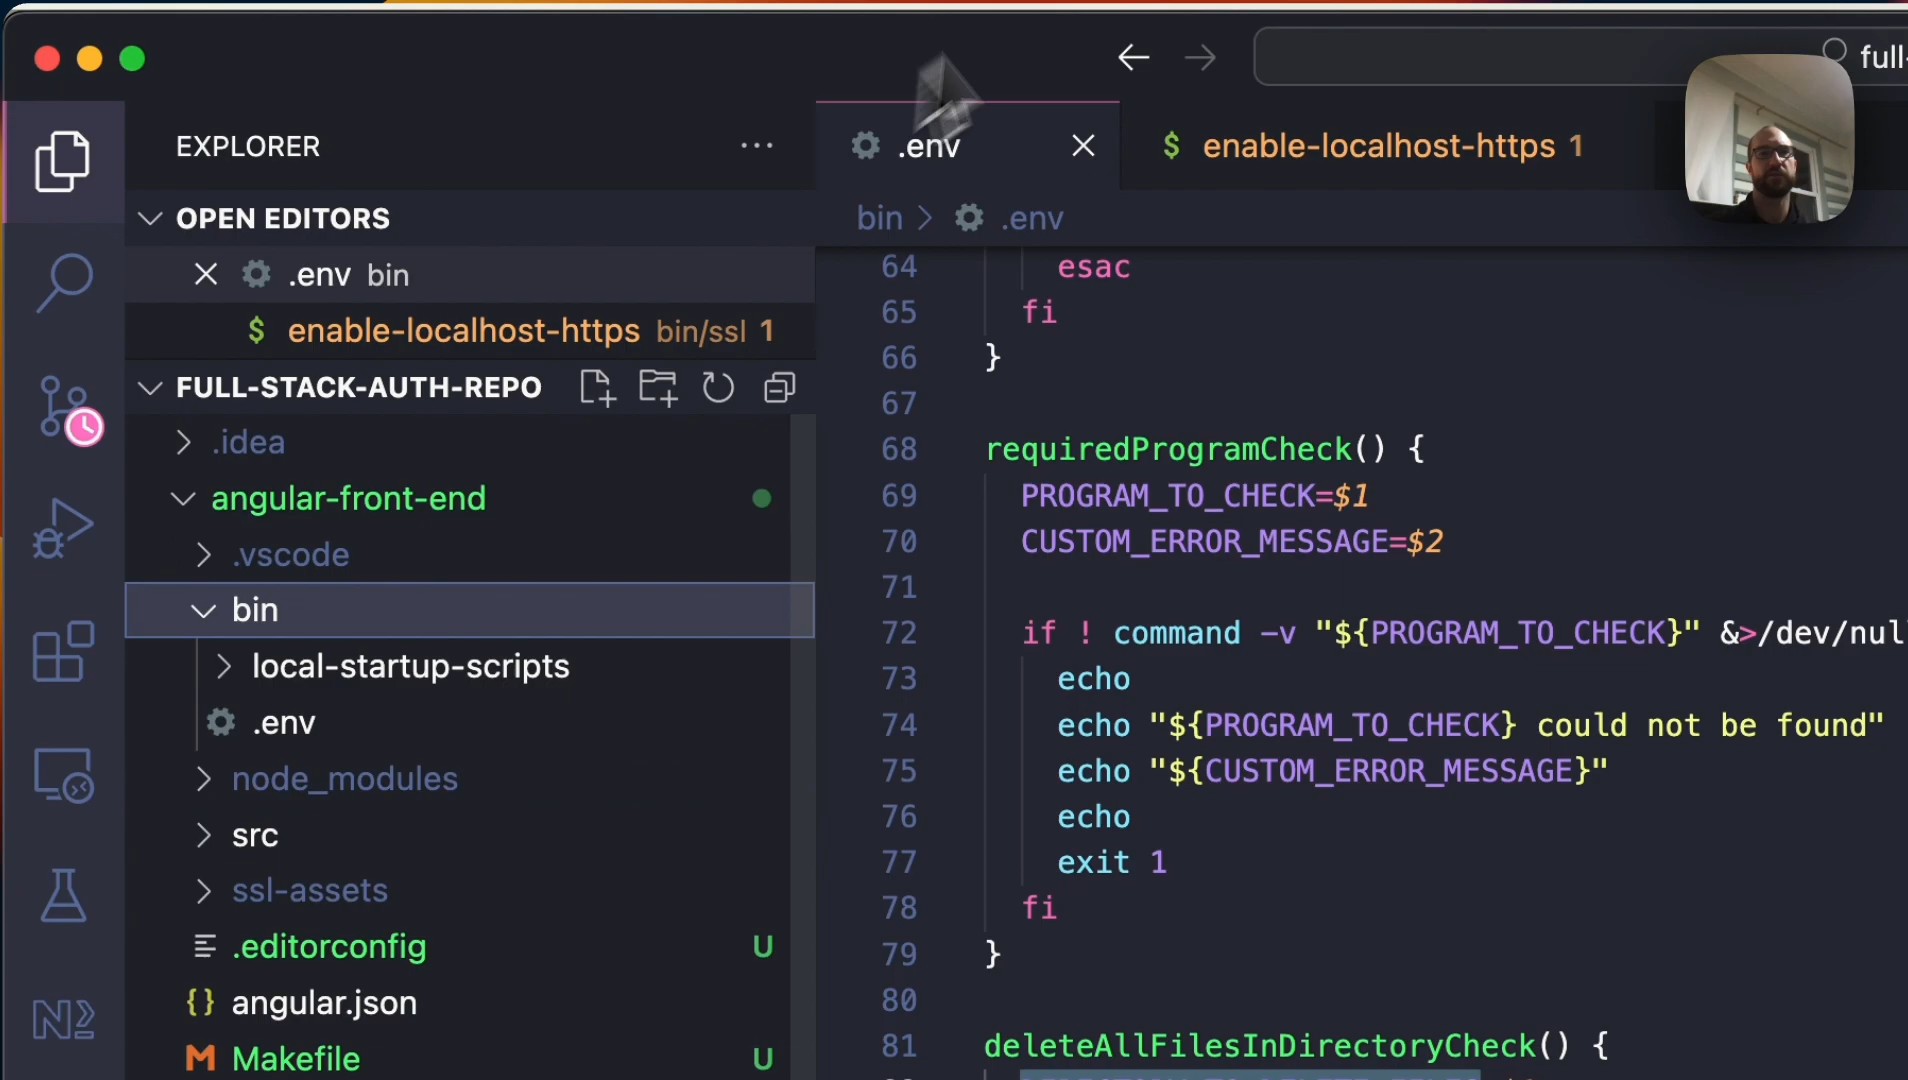 full-
EXPLORER
.env
enable-localhost-https 1
OPEN EDITORS
bin > .env
.env bin
enable-localhost-https bin/ssl 1
FULL-STACK-AUTH-REPO
.idea
angular-front-end
.vscode
bin
local-startup-scripts
.env
node_modules
src
ssl-assets
.editorconfig U
angular.json
Makefile U
64 esac
65 fi
66 }
67
68 requiredProgramCheck() {
69 PROGRAM_TO_CHECK=$1
70 CUSTOM_ERROR_MESSAGE=$2
71
72 if ! command -v "${PROGRAM_TO_CHECK}" &>/dev/nul
73 echo
74 echo "${PROGRAM_TO_CHECK} could not be found"
75 echo "${CUSTOM_ERROR_MESSAGE}"
76 echo
77 exit 1
78 fi
79 }
80
81 deleteAllFilesInDirectoryCheck() {